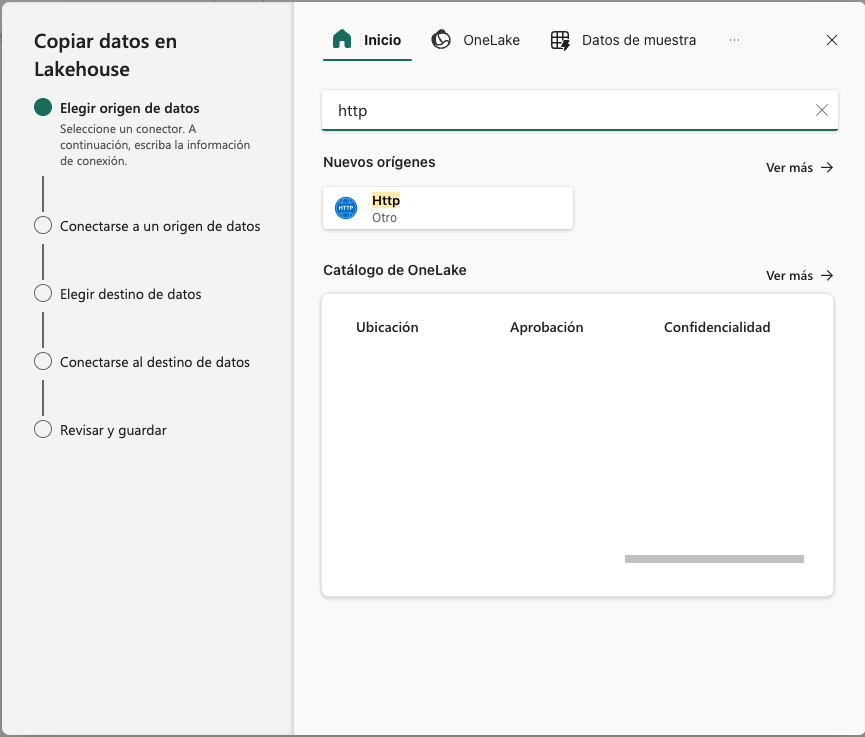 Copiar datos en
Lakehouse
Elegir origen de datos
Seleccione un conector. A
continuación, escriba la información
de conexión.
Conectarse a un origen de datos
Elegir destino de datos
Conectarse al destino de datos
Revisar y guardar
Inicio OneLake Datos de muestra ...
http
Nuevos orígenes Ver más
HTTP
Http
Otro
Catálogo de OneLake Ver más
Ubicación Aprobación Confidencialidad